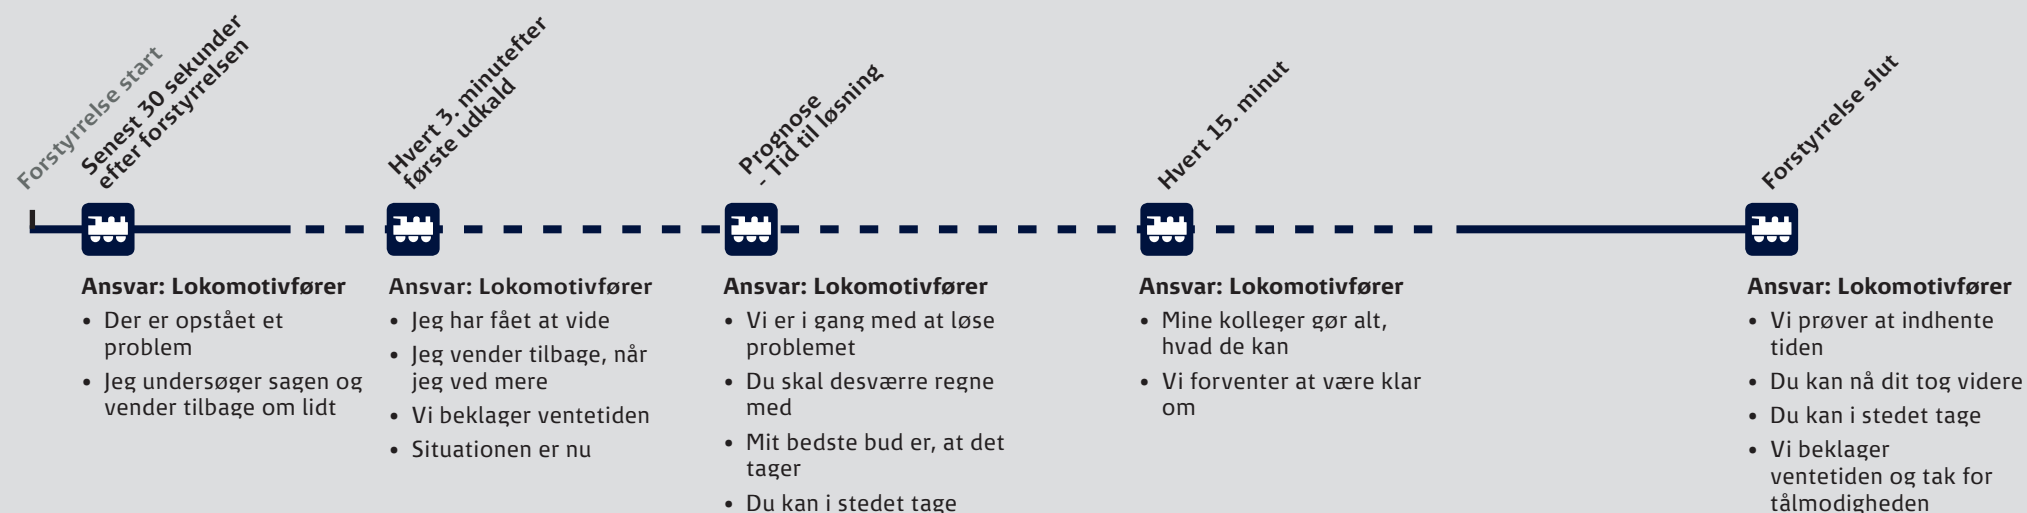 Forstyrrelse start
Senest 30 sekunder
efter forstyrrelsen
Hvert 3. minutefter
første udkald
Prognose
- Tid til løsning
Hvert 15. minut
Forstyrrelse slut
Ansvar: Lokomotivfører
• Der er opstået et
problem
• Jeg undersøger sagen og
vender tilbage om lidt
Ansvar: Lokomotivfører
• Jeg har fået at vide
• Jeg vender tilbage, når
jeg ved mere
• Vi beklager ventetiden
• Situationen er nu
Ansvar: Lokomotivfører
• Vi er i gang med at løse
problemet
• Du skal desværre regne
med
• Mit bedste bud er, at det
tager
• Du kan i stedet tage
Ansvar: Lokomotivfører
• Mine kolleger gør alt,
hvad de kan
• Vi forventer at være klar
om
Ansvar: Lokomotivfører
• Vi prøver at indhente
tiden
• Du kan nå dit tog videre
• Du kan i stedet tage
• Vi beklager
ventetiden og tak for
tålmodigheden